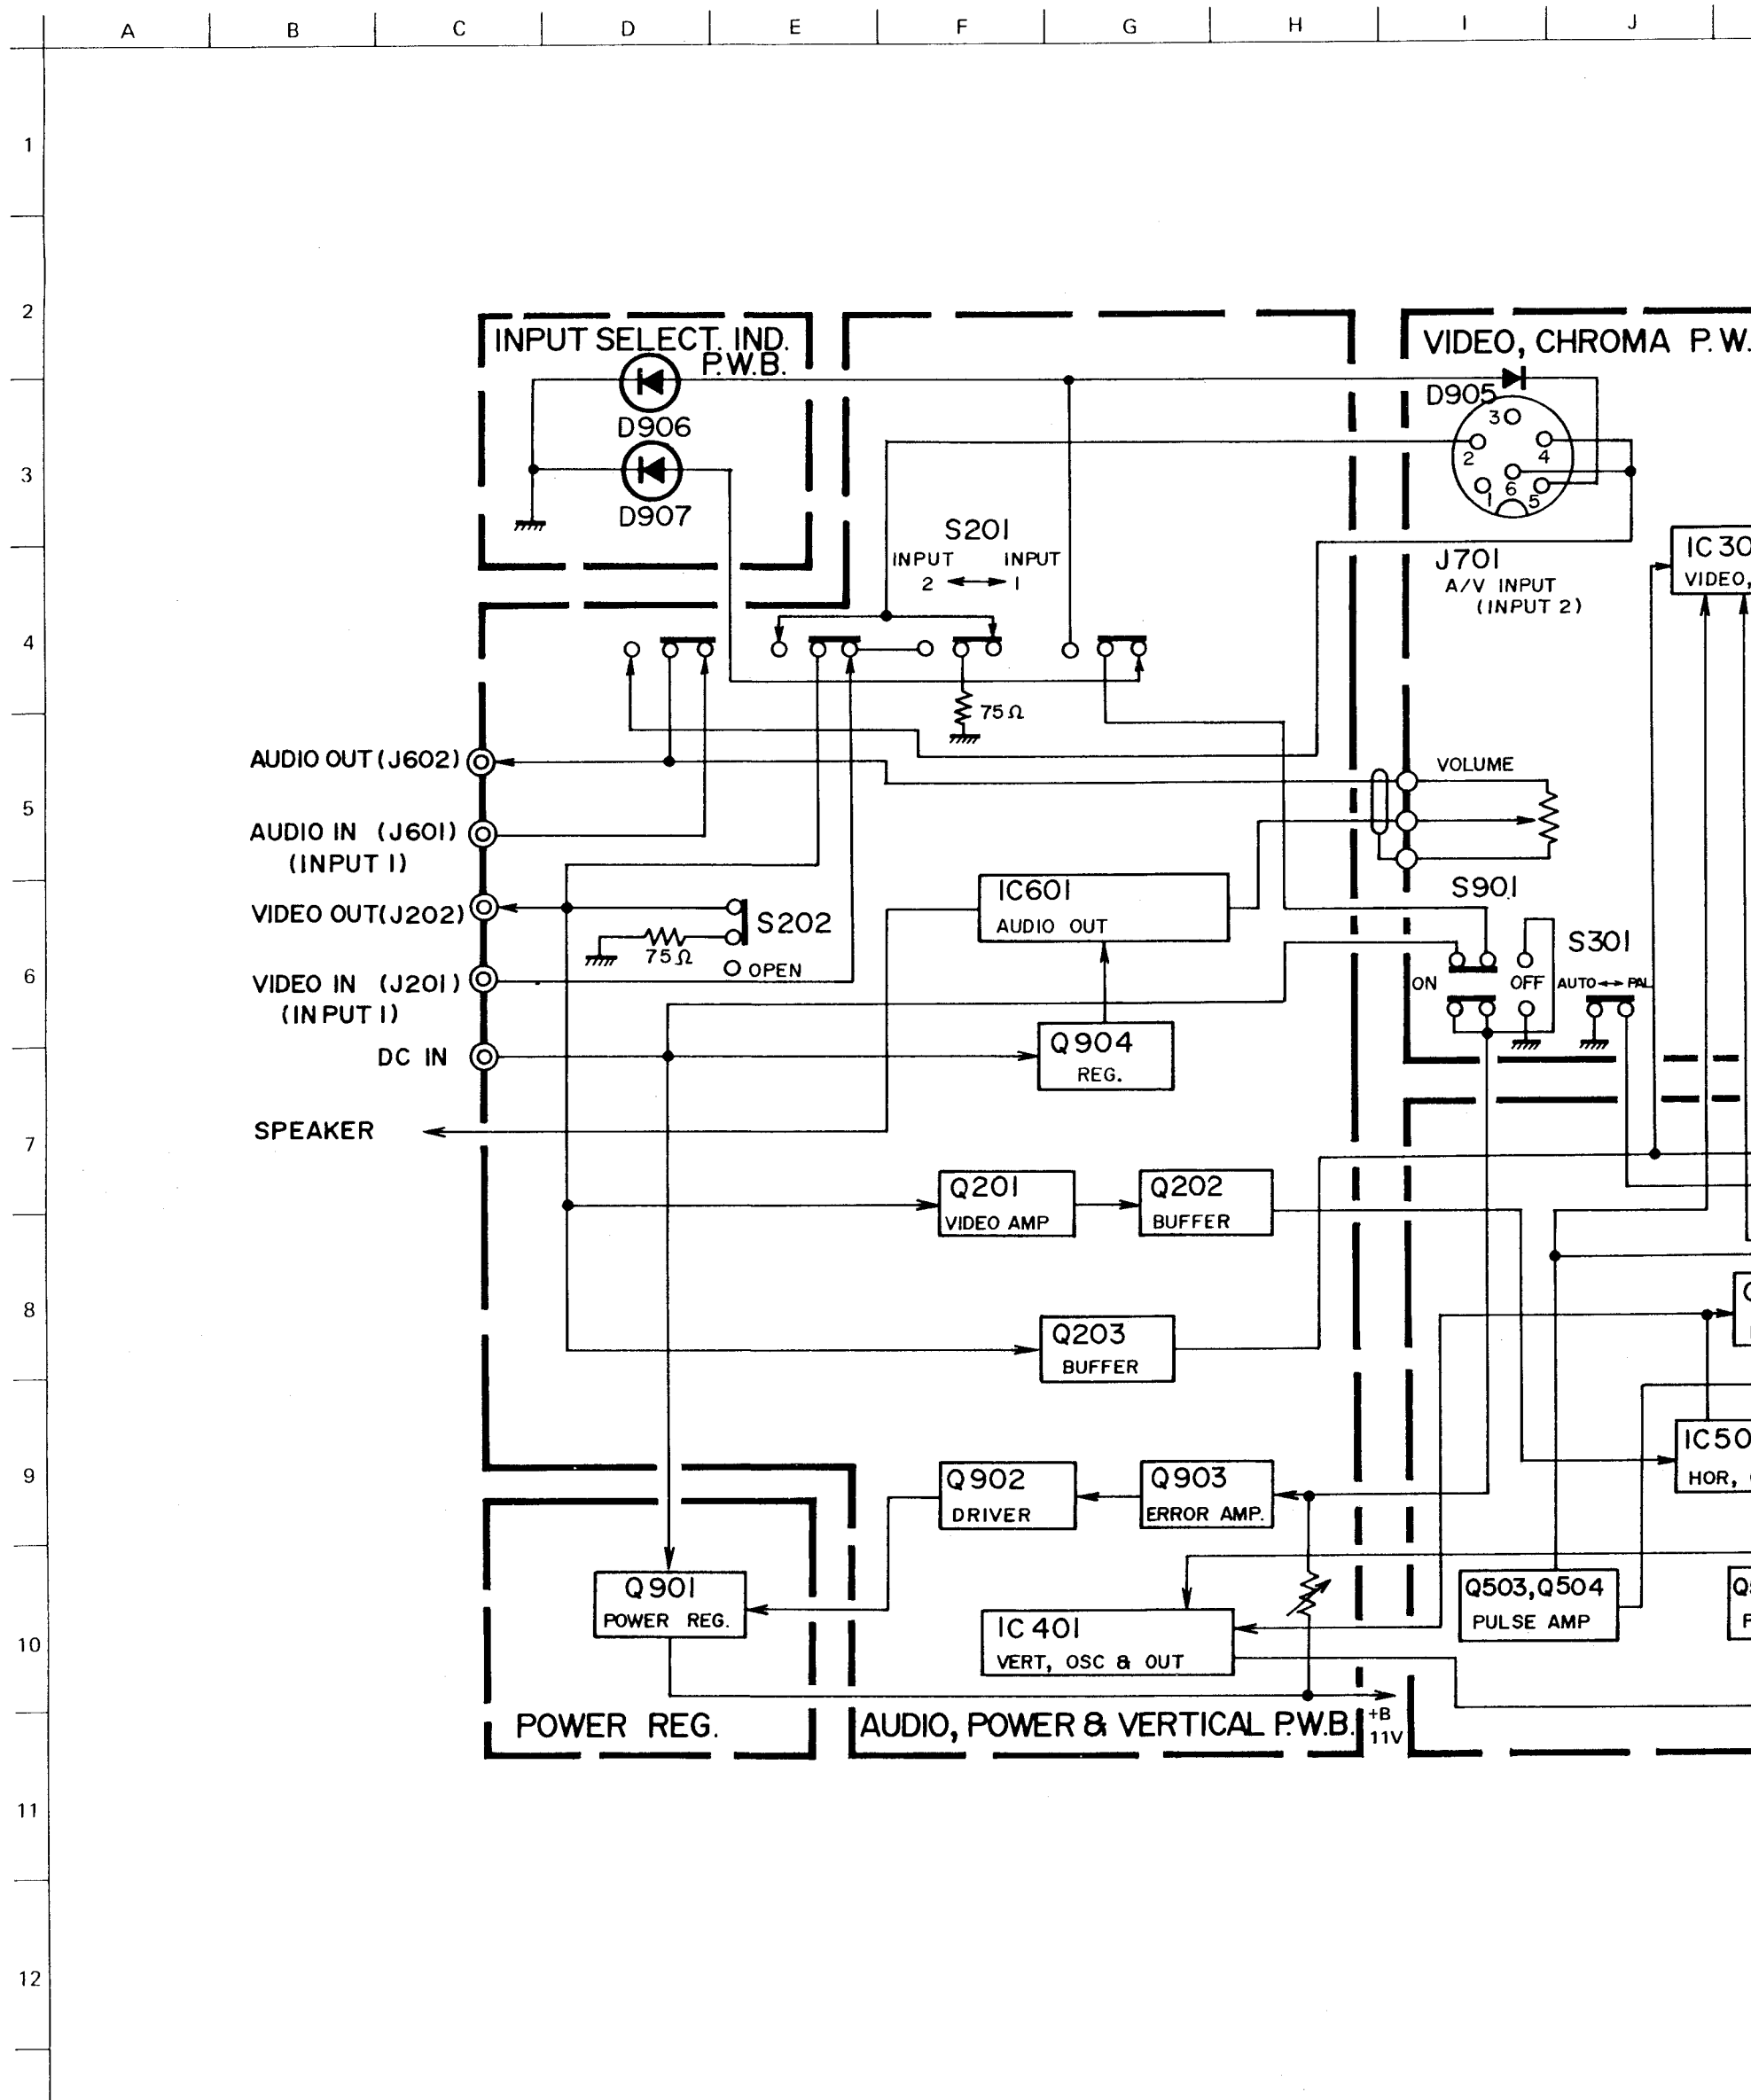 A B C D E F G H I J
1
2
3
4
5
6
7
8
9
10
11
12
INPUT SELECT. IND.
P.W.B.
D906
D907
VIDEO, CHROMA P.W.
D905
3
2
4
6
1
5
J701
A/V INPUT
(INPUT 2)
S201
INPUT INPUT
2 1
75Ω
IC30
VIDEO,
AUDIO OUT (J602)
AUDIO IN (J601)
(INPUT 1)
VIDEO OUT (J202)
VIDEO IN (J201)
(INPUT 1)
DC IN
SPEAKER
VOLUME
S202
75Ω
OPEN
IC601
AUDIO OUT
S901
ON
OFF
S301
AUTO PAL
Q904
REG.
Q201
VIDEO AMP
Q202
BUFFER
Q203
BUFFER
Q902
DRIVER
Q903
ERROR AMP.
IC50
HOR,
Q901
POWER REG.
IC401
VERT, OSC & OUT
Q503,Q504
PULSE AMP
POWER REG.
AUDIO, POWER & VERTICAL P.W.B.
+B
11V